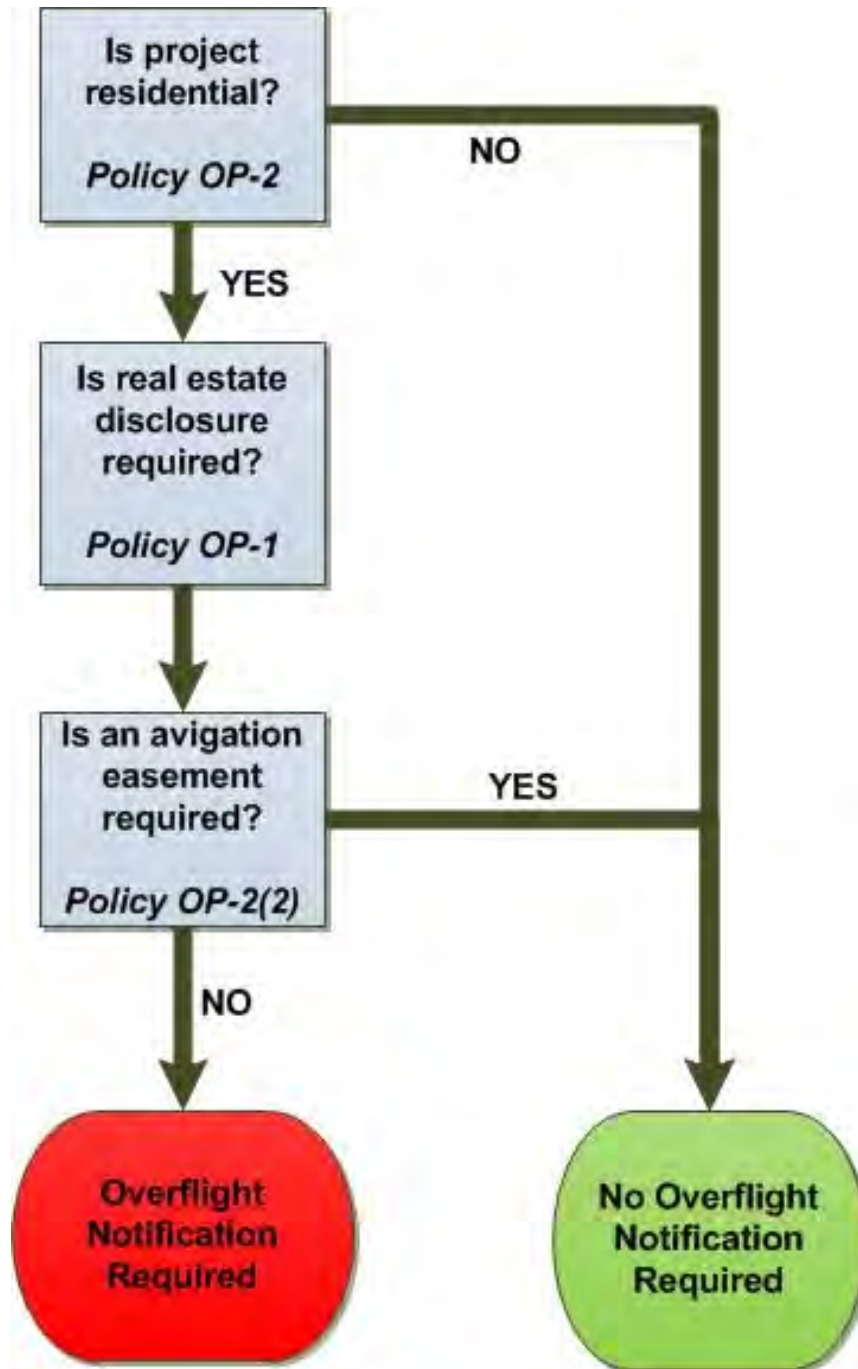 Is project
residential?
Policy OP-2
NO
YES
Is real estate
disclosure
required?
Policy OP-1
Is an avigation
easement
required?
Policy OP-2(2)
YES
NO
Overflight
Notification
Required
No Overflight
Notification
Required